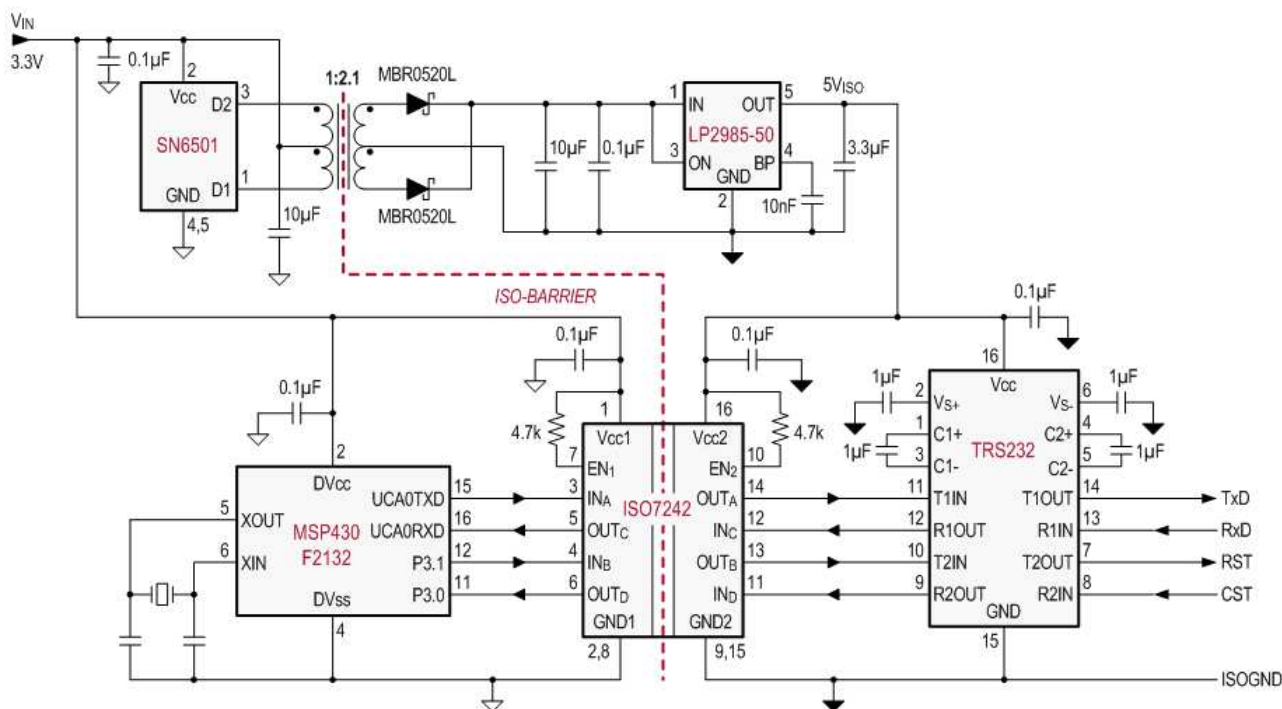 VIN
3.3V
0.1µF
2
Vcc
D2
3
SN6501
D1
1
GND
4,5
10µF
1:2.1
MBR0520L
MBR0520L
10µF
0.1µF
1
IN
OUT
5
LP2985-50
3
ON
BP
4
GND
2
10nF
5VISO
3.3µF
ISO-BARRIER
0.1µF
2
DVcc
5
XOUT
6
XIN
MSP430
F2132
UCA0TXD
15
UCA0RXD
16
P3.1
12
P3.0
11
DVss
4
0.1µF
4.7k
1
Vcc1
7
EN1
3
INA
5
OUTC
4
INB
6
OUTD
GND1
2,8
ISO7242
0.1µF
4.7k
16
Vcc2
10
EN2
14
OUTA
12
INC
13
OUTB
11
IND
GND2
9,15
0.1µF
16
Vcc
1µF
2
VS+
VS-
6
1µF
1
C1+
C2+
4
1µF
3
C1-
C2-
5
1µF
TRS232
11
T1IN
T1OUT
14
TxD
12
R1OUT
R1IN
13
RxD
10
T2IN
T2OUT
7
RST
9
R2OUT
R2IN
8
CST
GND
15
ISOGND